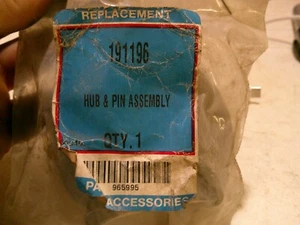 REPLACEMENT
191196
HUB & PIN ASSEMBLY
QTY. 1
965995
ACCESSORIES